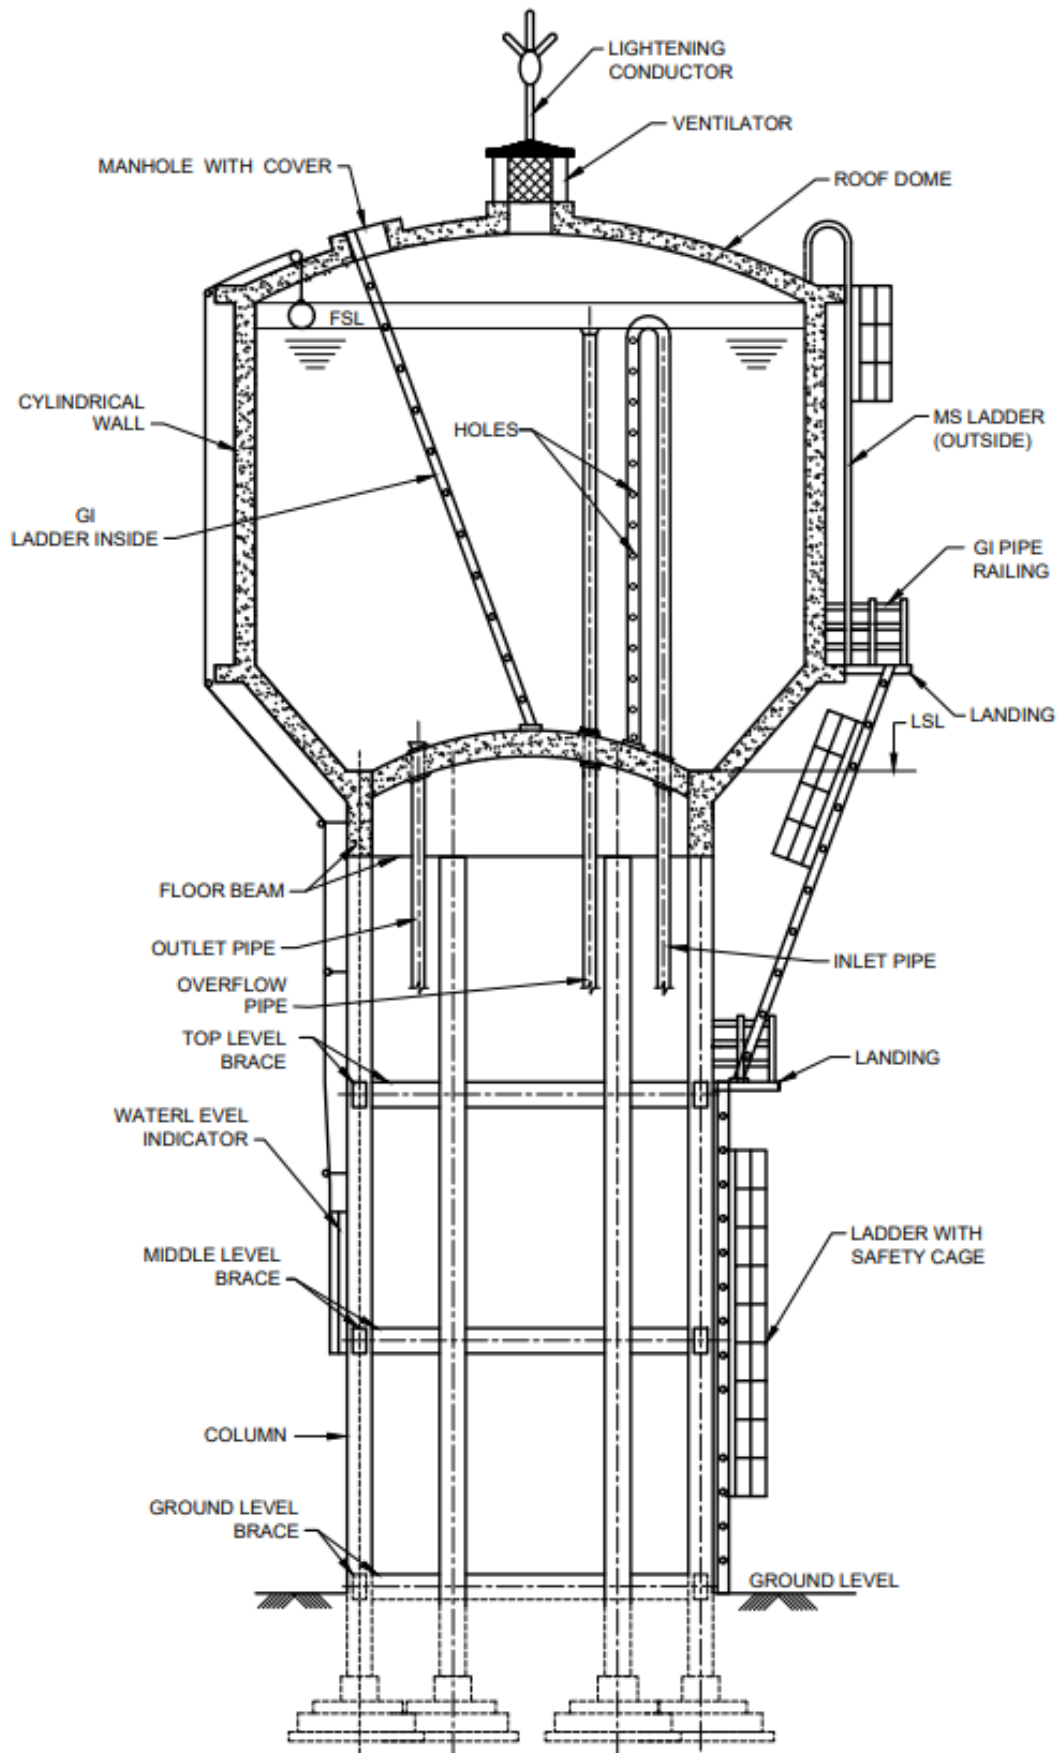 LIGHTENING
CONDUCTOR
VENTILATOR
MANHOLE WITH COVER
ROOF DOME
FSL
CYLINDRICAL
WALL
HOLES
MS LADDER
(OUTSIDE)
GI
LADDER INSIDE
GI PIPE
RAILING
LANDING
LSL
FLOOR BEAM
OUTLET PIPE
INLET PIPE
OVERFLOW
PIPE
TOP LEVEL
BRACE
LANDING
WATERL EVEL
INDICATOR
LADDER WITH
SAFETY CAGE
MIDDLE LEVEL
BRACE
COLUMN
GROUND LEVEL
BRACE
GROUND LEVEL